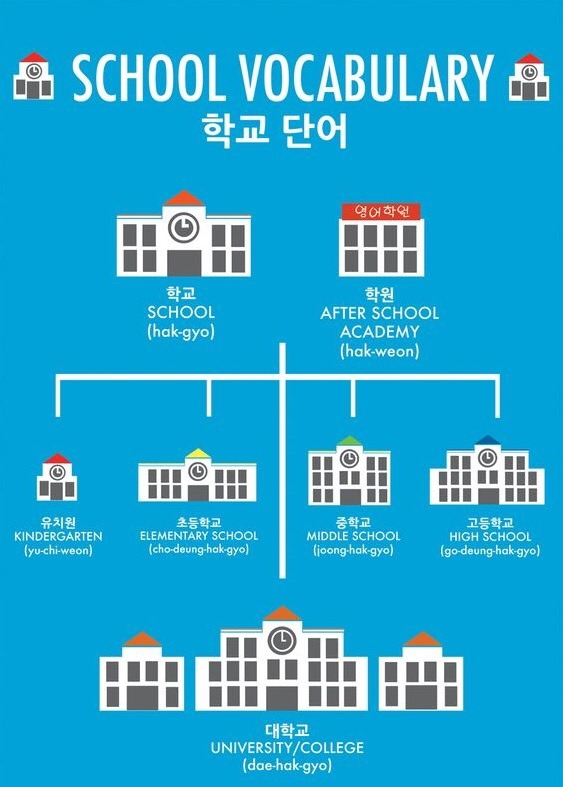 SCHOOL VOCABULARY
학교 단어
학교
SCHOOL
(hak-gyo)
영어학원
학원
AFTER SCHOOL
ACADEMY
(hak-weon)
유치원
KINDERGARTEN
(yu-chi-weon)
초등학교
ELEMENTARY SCHOOL
(cho-deung-hak-gyo)
중학교
MIDDLE SCHOOL
(joong-hak-gyo)
고등학교
HIGH SCHOOL
(go-deung-hak-gyo)
대학교
UNIVERSITY/COLLEGE
(dae-hak-gyo)